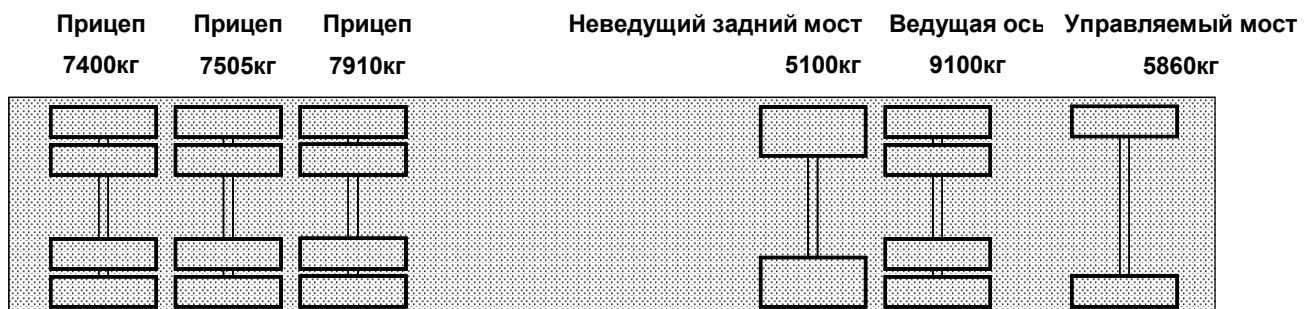 Прицеп Прицеп Прицеп Неведущий задний мост Ведущая ось Управляемый мост
7400кг 7505кг 7910кг 5100кг 9100кг 5860кг